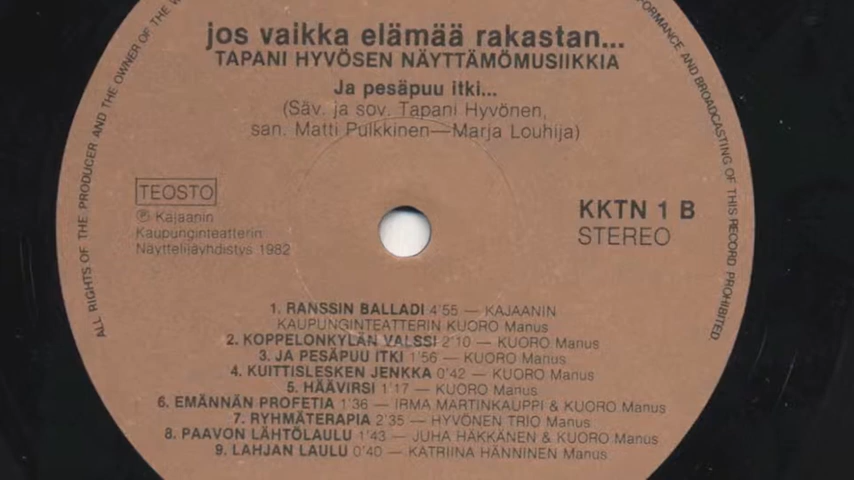 jos vaikka elämää rakastan...
TAPANI HYVÖSEN NÄYTTÄMÖMUSIIKKIA
Ja pesäpuu itki...
(Säv. ja sov. Tapani Hyvönen,
san. Matti Pulkkinen—Marja Louhija)
TEOSTO
℗ Kajaanin
Kaupunginteatterin
Näyttelijäyhdistys 1982
KKTN 1 B
STEREO
1. RANSSIN BALLADI 4'55 — KAJAANIN
KAUPUNGINTEATTERIN KUORO Manus
2. KOPPELONKYLÄN VALSSI 2'10 — KUORO Manus
3. JA PESÄPUU ITKI 1'56 — KUORO Manus
4. KUITTISLESKEN JENKKA 0'42 — KUORO Manus
5. HÄÄVIRSI 1'17 — KUORO Manus
6. EMÄNNÄN PROFETIA 1'36 — IRMA MARTINKAUPPI & KUORO Manus
7. RYHMÄTERAPIA 2'35 — HYVÖNEN TRIO Manus
8. PAAVON LÄHTÖLAULU 1'43 — JUHA HÄKKÄNEN & KUORO Manus
9. LAHJAN LAULU 0'40 — KATRIINA HÄNNINEN Manus
ALL RIGHTS OF THE PRODUCER AND THE OWNER OF THE
PERFORMANCE AND BROADCASTING OF THIS RECORD PROHIBITED